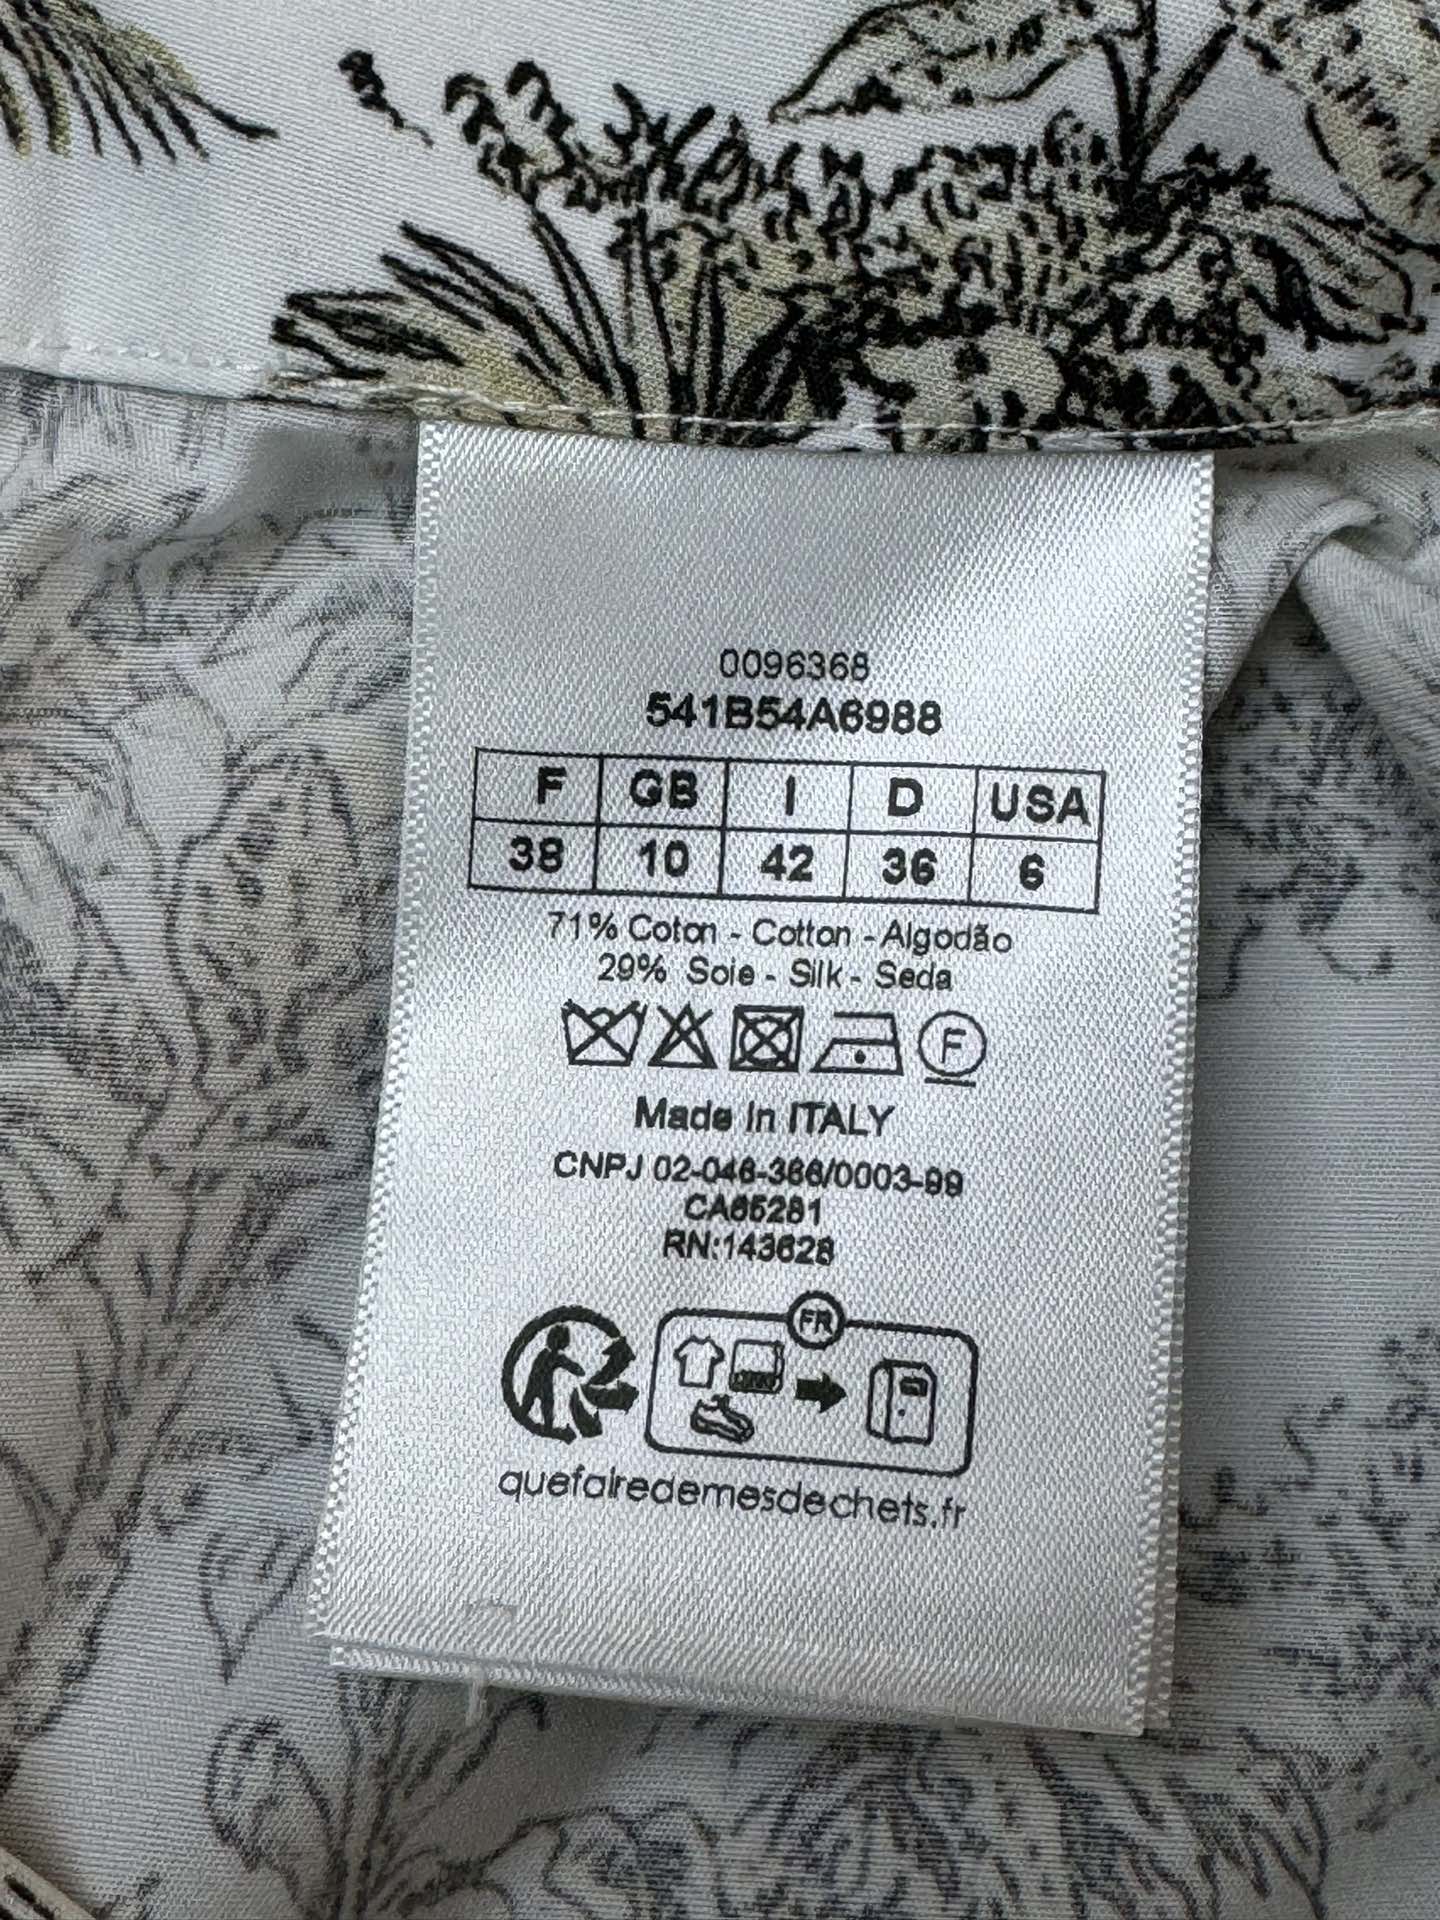 0096368
541B54A6988
F GB I D USA
38 10 42 36 6
71% Coton - Cotton - Algodão
29% Soie - Silk - Seda
F
Made In ITALY
CNPJ 02-046-366/0003-99
CA65281
RN:143628
FR
quefairedemesdechets.fr